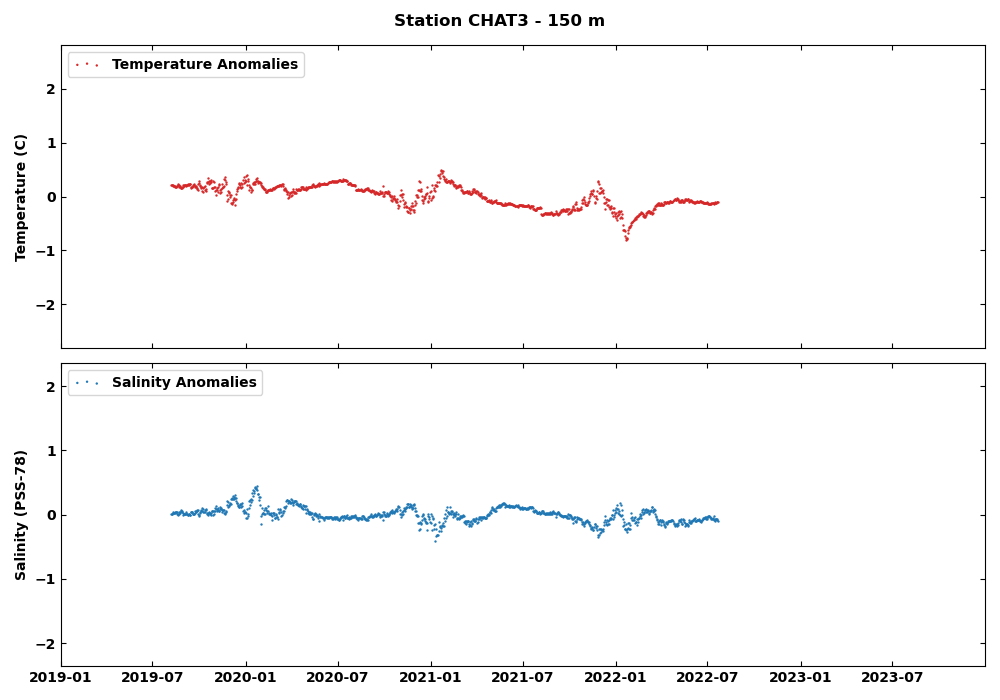 Station CHAT3 - 150 m
Temperature Anomalies
Temperature (C)
2
1
0
−1
−2
Salinity Anomalies
Salinity (PSS-78)
2
1
0
−1
−2
2019-01 2019-07 2020-01 2020-07 2021-01 2021-07 2022-01 2022-07 2023-01 2023-07